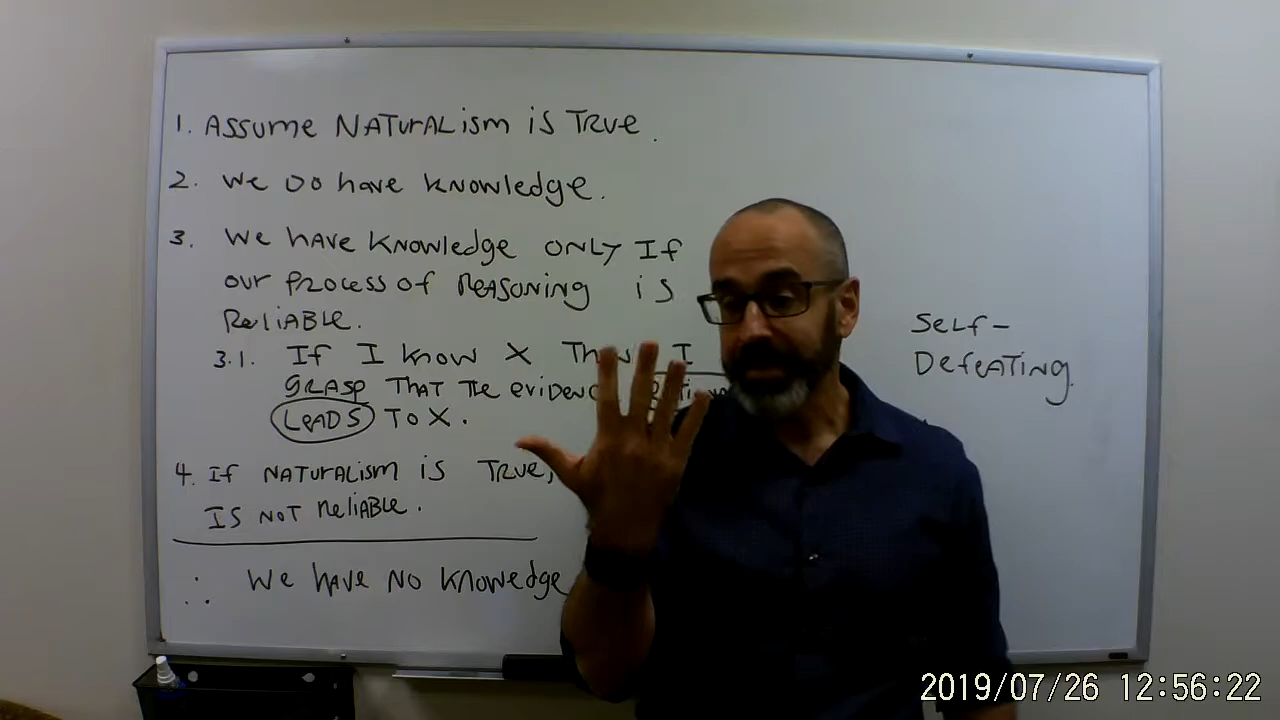 1. Assume Naturalism is True.
2. We do have knowledge.
3. We have knowledge only if
our process of reasoning is
reliable.
3.1. If I know X Then I
grasp that the evidence
leads to X.
4. If Naturalism is True,
is not reliable.
∴ We have no knowedge
Self-
Defeating.
2019/07/26 12:56:22